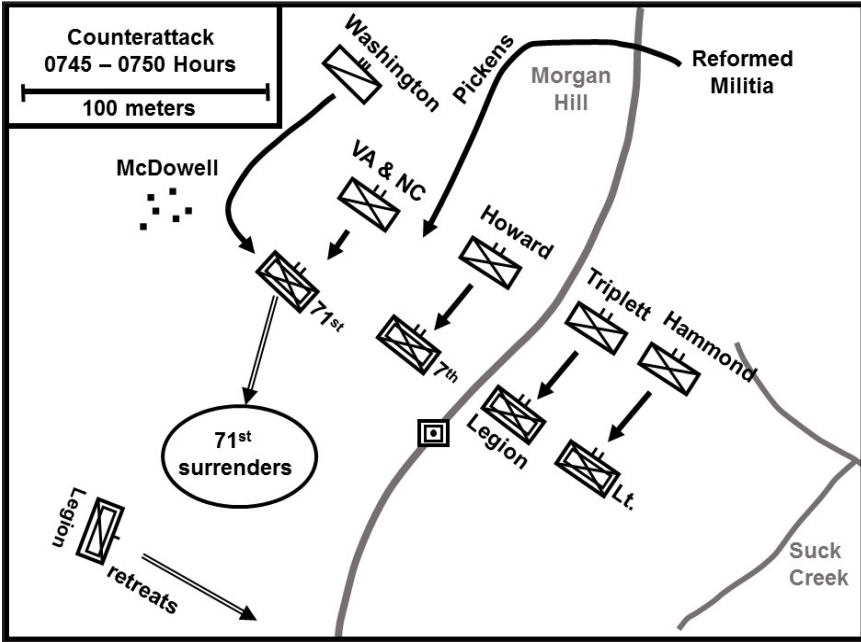 Counterattack
0745 – 0750 Hours
100 meters
Washington
Pickens
Reformed
Militia
Morgan
Hill
McDowell
VA & NC
Howard
Triplett
Hammond
71st
7th
Legion
Lt.
71st
surrenders
Legion
retreats
Suck
Creek